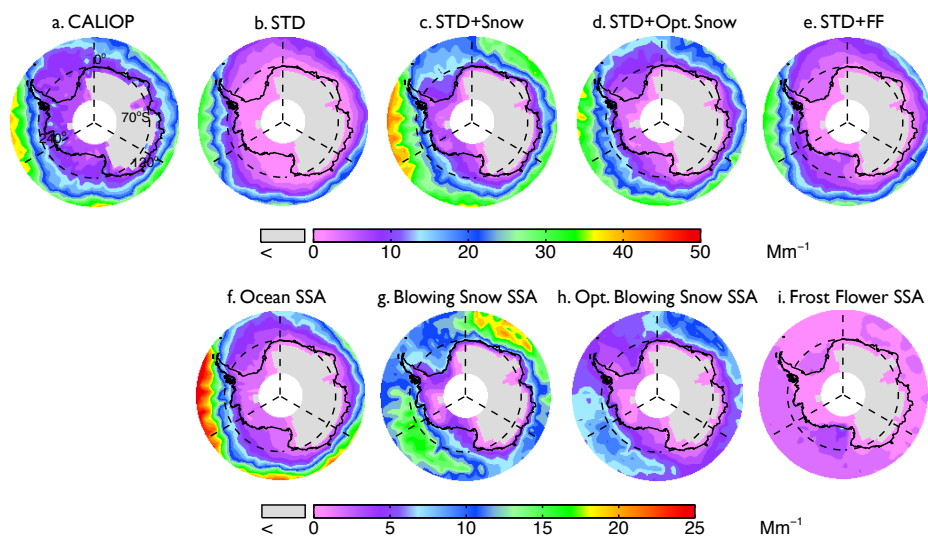 a. CALIOP b. STD c. STD+Snow d. STD+Opt. Snow e. STD+FF
0°
70°S
240°
120°
< 0 10 20 30 40 50 Mm⁻¹
f. Ocean SSA g. Blowing Snow SSA h. Opt. Blowing Snow SSA i. Frost Flower SSA
< 0 5 10 15 20 25 Mm⁻¹